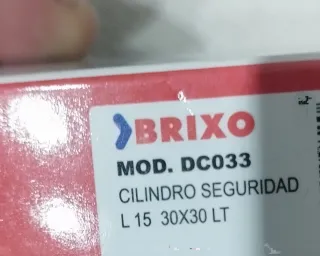 BRIXO
MOD. DC033
CILINDRO SEGURIDAD
L 15 30X30 LT